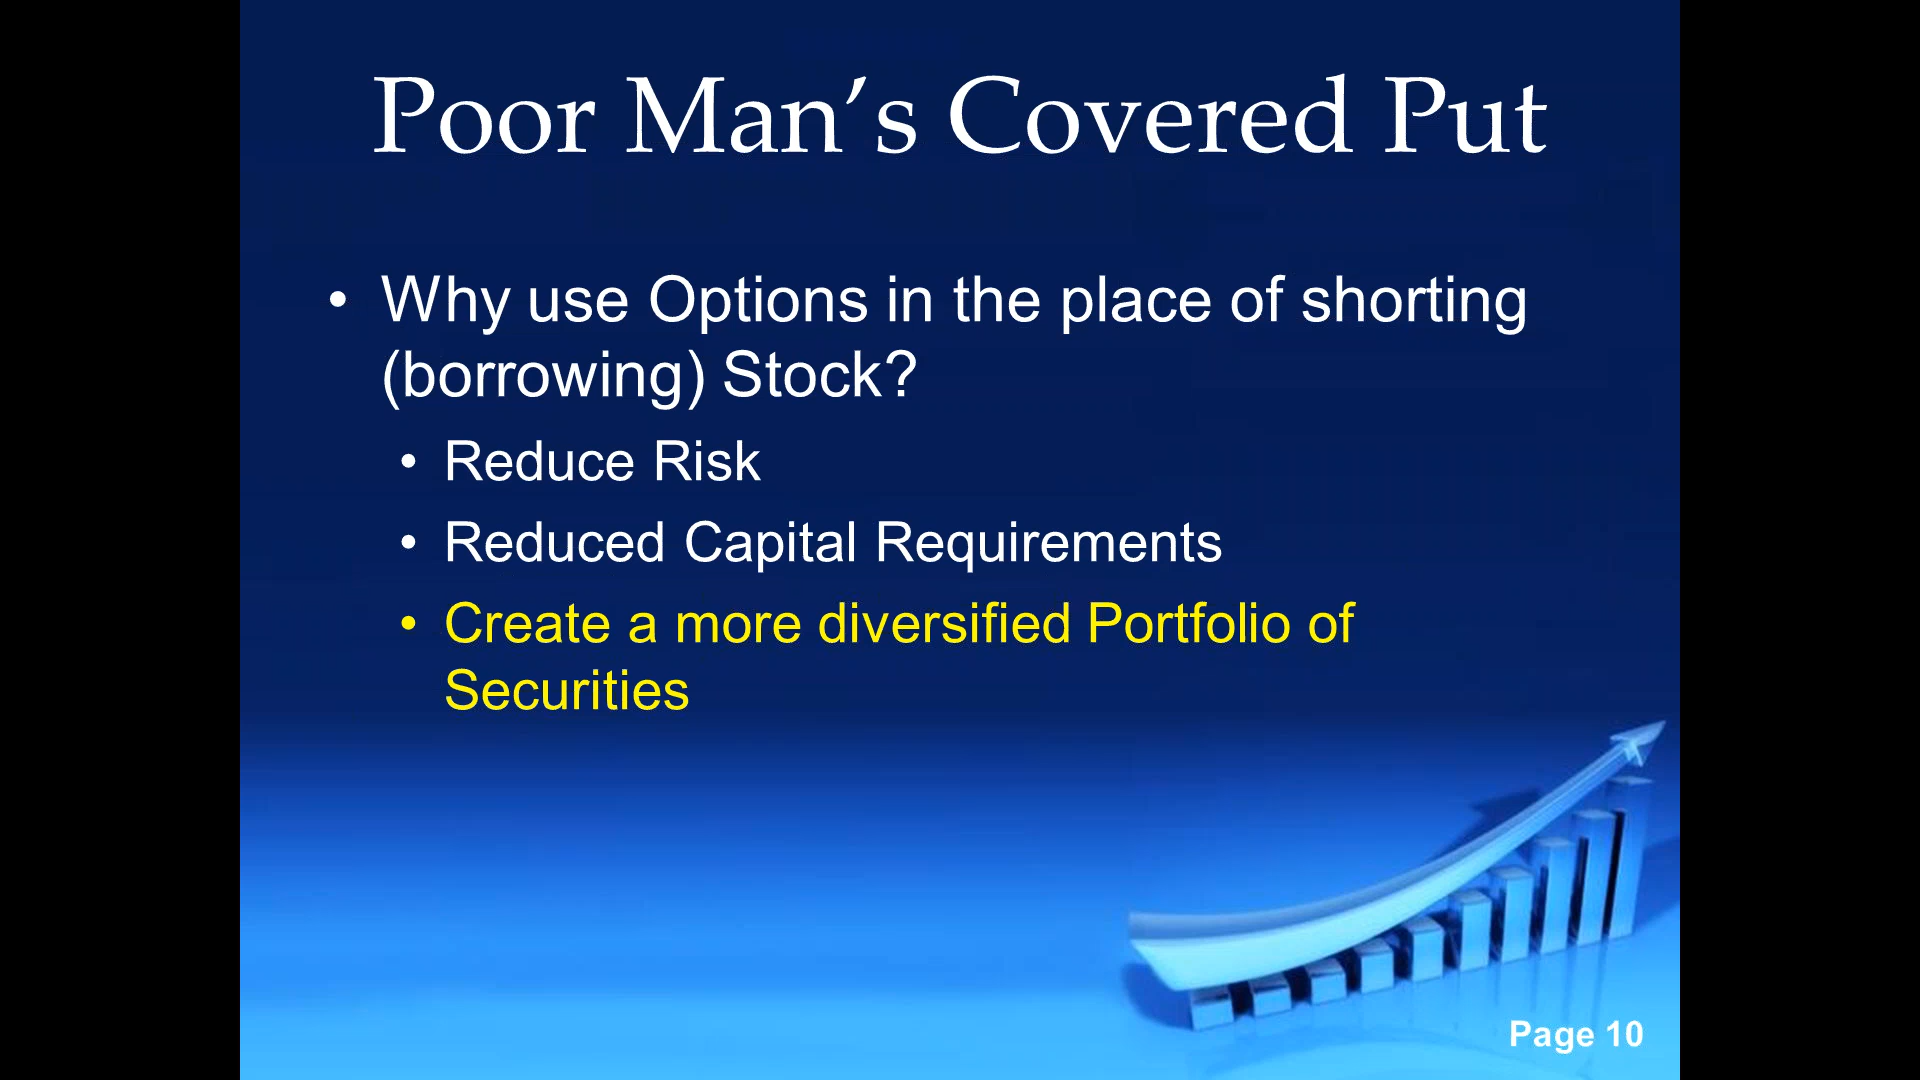 Poor Man’s Covered Put
• Why use Options in the place of shorting
(borrowing) Stock?
• Reduce Risk
• Reduced Capital Requirements
• Create a more diversified Portfolio of
Securities
Page 10